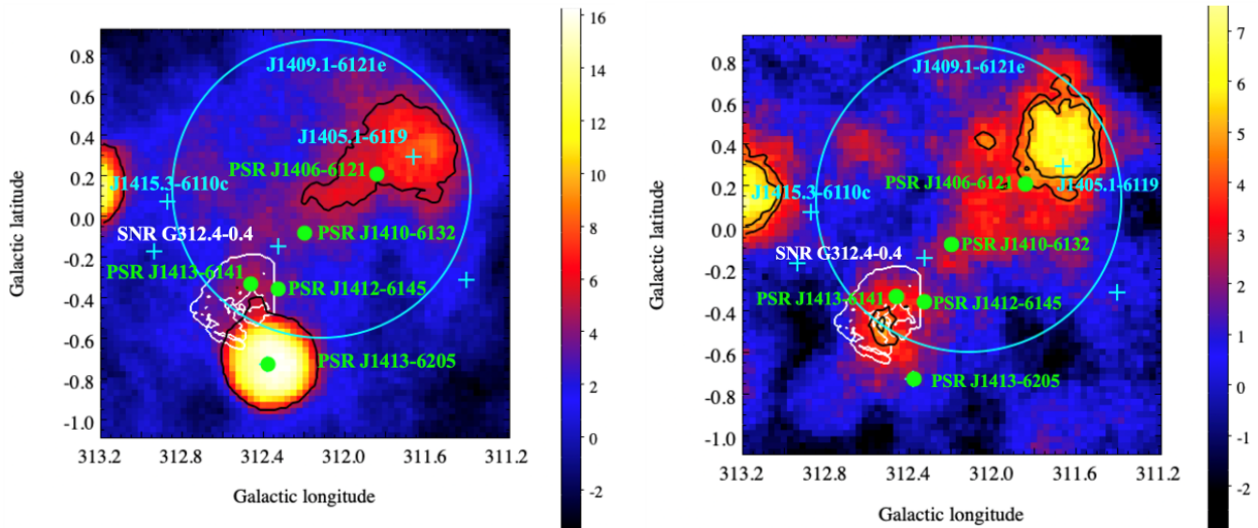 16
14
12
10
8
6
4
2
0
-2
0.8
0.6
0.4
0.2
0.0
-0.2
-0.4
-0.6
-0.8
-1.0
Galactic latitude
J1409.1-6121e
J1405.1-6119
PSR J1406-6121
J1415.3-6110c
SNR G312.4-0.4
PSR J1410-6132
PSR J1413-6141
PSR J1412-6145
PSR J1413-6205
313.2 312.8 312.4 312.0 311.6 311.2
Galactic longitude
7
6
5
4
3
2
1
0
-1
-2
0.8
0.6
0.4
0.2
0.0
-0.2
-0.4
-0.6
-0.8
-1.0
Galactic latitude
J1409.1-6121e
PSR J1406-6121
J1405.1-6119
J1415.3-6110c
SNR G312.4-0.4
PSR J1410-6132
PSR J1413-6141
PSR J1412-6145
PSR J1413-6205
313.2 312.8 312.4 312.0 311.6 311.2
Galactic longitude